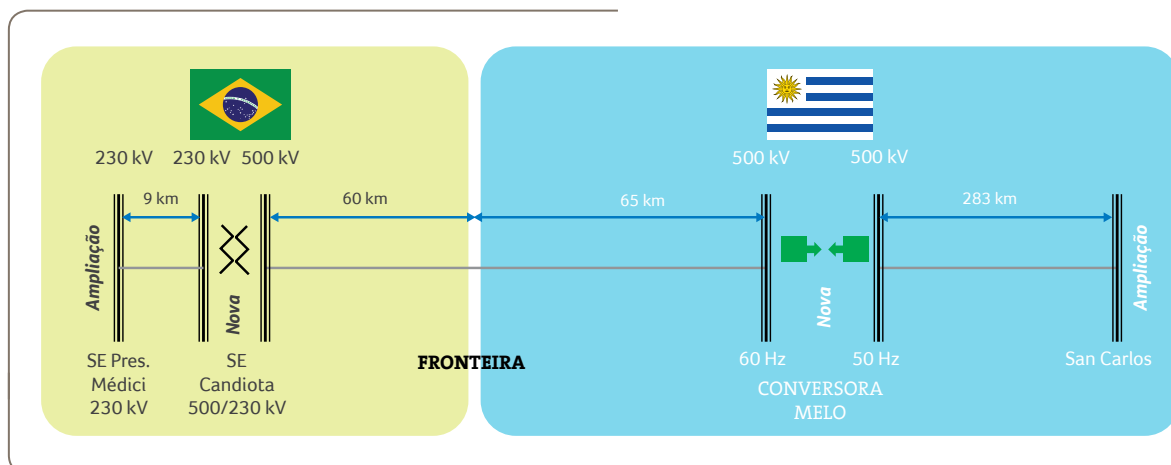 230 kV
230 kV
500 kV
500 kV
500 kV
9 km
60 km
65 km
283 km
Ampliação
Nova
Nova
Ampliação
SE Pres.
Médici
230 kV
SE
Candiota
500/230 kV
FRONTEIRA
60 Hz
50 Hz
CONVERSORA
MELO
San Carlos